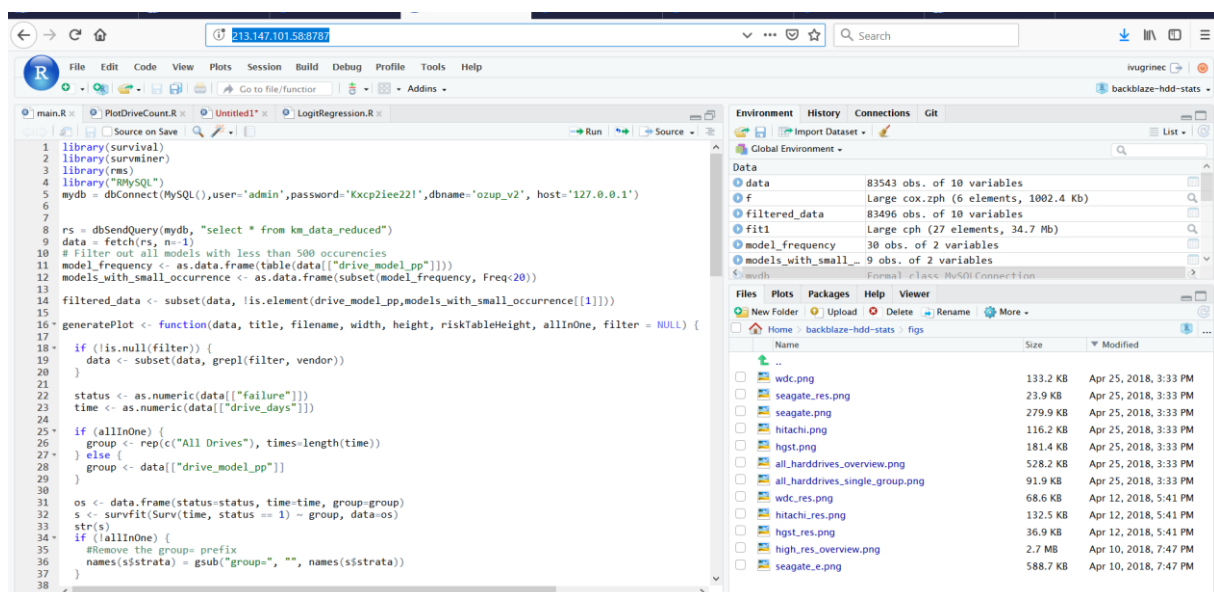 213.147.101.58:8787
Search
File Edit Code View Plots Session Build Debug Profile Tools Help
ivugrinec
Go to file/functior
Addins
backblaze-hdd-stats
main.R PlotDriveCount.R Untitled1* LogitRegression.R
Source on Save Run Source
1 library(survival)
2 library(survminer)
3 library(rms)
4 library("RMySQL")
5 mydb = dbConnect(MySQL(),user='admin',password='Kxcp2iee22!',dbname='ozup_v2', host='127.0.0.1')
6
7
8 rs = dbSendQuery(mydb, "select * from km_data_reduced")
9 data = fetch(rs, n=-1)
10 # Filter out all models with less than 500 occurencies
11 model_frequency <- as.data.frame(table(data[["drive_model_pp"]]))
12 models_with_small_occurrence <- as.data.frame(subset(model_frequency, Freq<20))
13
14 filtered_data <- subset(data, !is.element(drive_model_pp,models_with_small_occurrence[[1]]))
15
16 generatePlot <- function(data, title, filename, width, height, riskTableHeight, allInOne, filter = NULL) {
17
18 if (!is.null(filter)) {
19 data <- subset(data, grepl(filter, vendor))
20 }
21
22 status <- as.numeric(data[["failure"]])
23 time <- as.numeric(data[["drive_days"]])
24
25 if (allInOne) {
26 group <- rep(c("All Drives"), times=length(time))
27 } else {
28 group <- data[["drive_model_pp"]]
29 }
30
31 os <- data.frame(status=status, time=time, group=group)
32 s <- survfit(Surv(time, status == 1) ~ group, data=os)
33 str(s)
34 if (!allInOne) {
35 #Remove the group= prefix
36 names(s$strata) = gsub("group=", "", names(s$strata))
37 }
38
Environment History Connections Git
Import Dataset List
Global Environment
Data
data 83543 obs. of 10 variables
f Large cox.zph (6 elements, 1002.4 Kb)
filtered_data 83496 obs. of 10 variables
fit1 Large cph (27 elements, 34.7 Mb)
model_frequency 30 obs. of 2 variables
models_with_small_… 9 obs. of 2 variables
mydb Formal class MySQLConnection
Files Plots Packages Help Viewer
New Folder Upload Delete Rename More
Home backblaze-hdd-stats figs
Name Size Modified
..
wdc.png 133.2 KB Apr 25, 2018, 3:33 PM
seagate_res.png 23.9 KB Apr 25, 2018, 3:33 PM
seagate.png 279.9 KB Apr 25, 2018, 3:33 PM
hitachi.png 116.2 KB Apr 25, 2018, 3:33 PM
hgst.png 181.4 KB Apr 25, 2018, 3:33 PM
all_harddrives_overview.png 528.2 KB Apr 25, 2018, 3:33 PM
all_harddrives_single_group.png 91.9 KB Apr 25, 2018, 3:33 PM
wdc_res.png 68.6 KB Apr 12, 2018, 5:41 PM
hitachi_res.png 132.5 KB Apr 12, 2018, 5:41 PM
hgst_res.png 36.9 KB Apr 12, 2018, 5:41 PM
high_res_overview.png 2.7 MB Apr 10, 2018, 7:47 PM
seagate_e.png 588.7 KB Apr 10, 2018, 7:47 PM